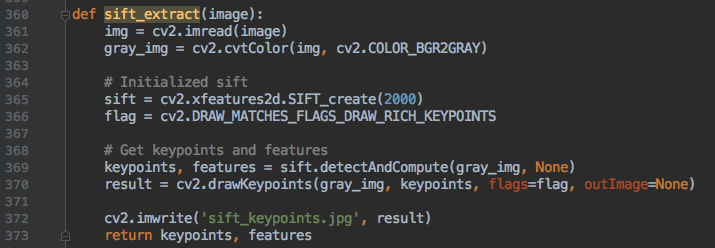 360 def sift_extract(image):
361     img = cv2.imread(image)
362     gray_img = cv2.cvtColor(img, cv2.COLOR_BGR2GRAY)
363
364     # Initialized sift
365     sift = cv2.xfeatures2d.SIFT_create(2000)
366     flag = cv2.DRAW_MATCHES_FLAGS_DRAW_RICH_KEYPOINTS
367
368     # Get keypoints and features
369     keypoints, features = sift.detectAndCompute(gray_img, None)
370     result = cv2.drawKeypoints(gray_img, keypoints, flags=flag, outImage=None)
371
372     cv2.imwrite('sift_keypoints.jpg', result)
373     return keypoints, features